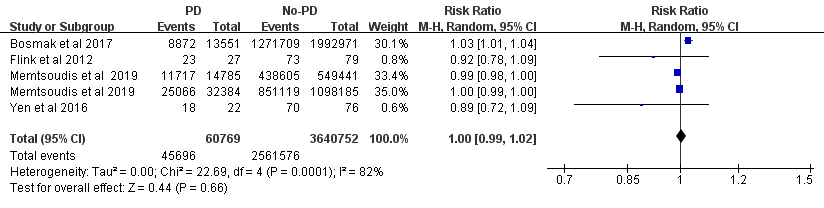 PD No-PD Risk Ratio Risk Ratio
Study or Subgroup Events Total Events Total Weight M-H, Random, 95% CI M-H, Random, 95% CI
Bosmak et al 2017 8872 13551 1271709 1992971 30.1% 1.03 [1.01, 1.04]
Flink et al 2012 23 27 73 79 0.8% 0.92 [0.78, 1.09]
Memtsoudis et al 2019 11717 14785 438605 549441 33.4% 0.99 [0.98, 1.00]
Memtsoudis et al 2019 25066 32384 851119 1098185 35.0% 1.00 [0.99, 1.00]
Yen et al 2016 18 22 70 76 0.6% 0.89 [0.72, 1.09]
Total (95% CI) 60769 3640752 100.0% 1.00 [0.99, 1.02]
Total events 45696 2561576
Heterogeneity: Tau² = 0.00; Chi² = 22.69, df = 4 (P = 0.0001); I² = 82%
Test for overall effect: Z = 0.44 (P = 0.66)
0.7 0.85 1 1.2 1.5